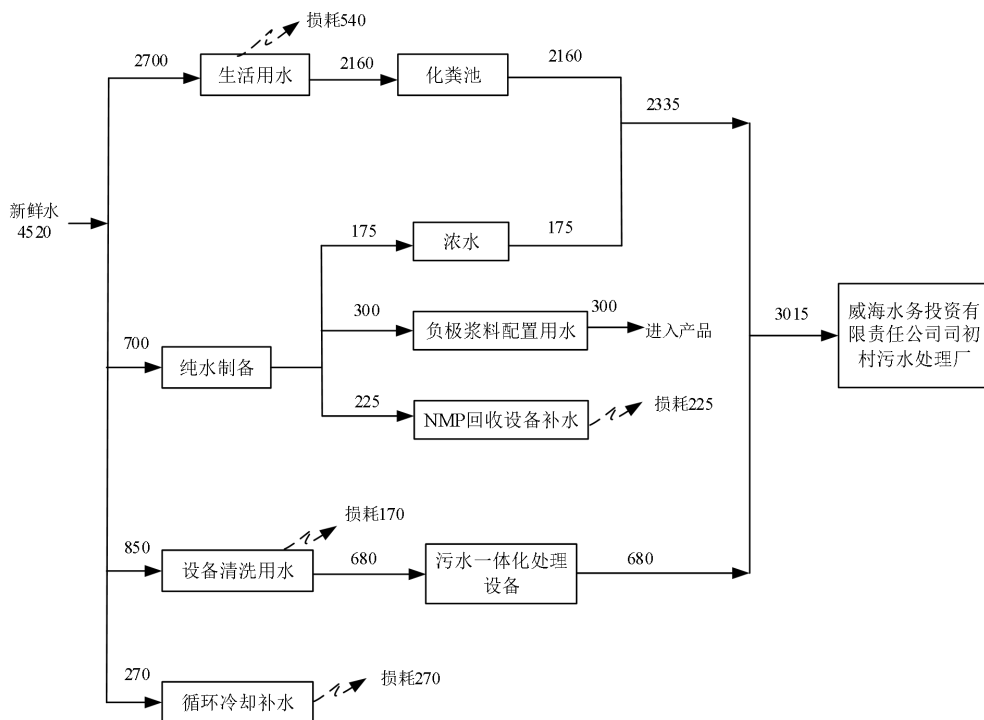 损耗540
2700
生活用水
2160
化粪池
2160
2335
新鲜水
4520
175
浓水
175
300
负极浆料配置用水
300
进入产品
3015
威海水务投资有
限责任公司司初
村污水处理厂
700
纯水制备
225
NMP回收设备补水
损耗225
损耗170
850
设备清洗用水
680
污水一体化处理
设备
680
270
循环冷却补水
损耗270